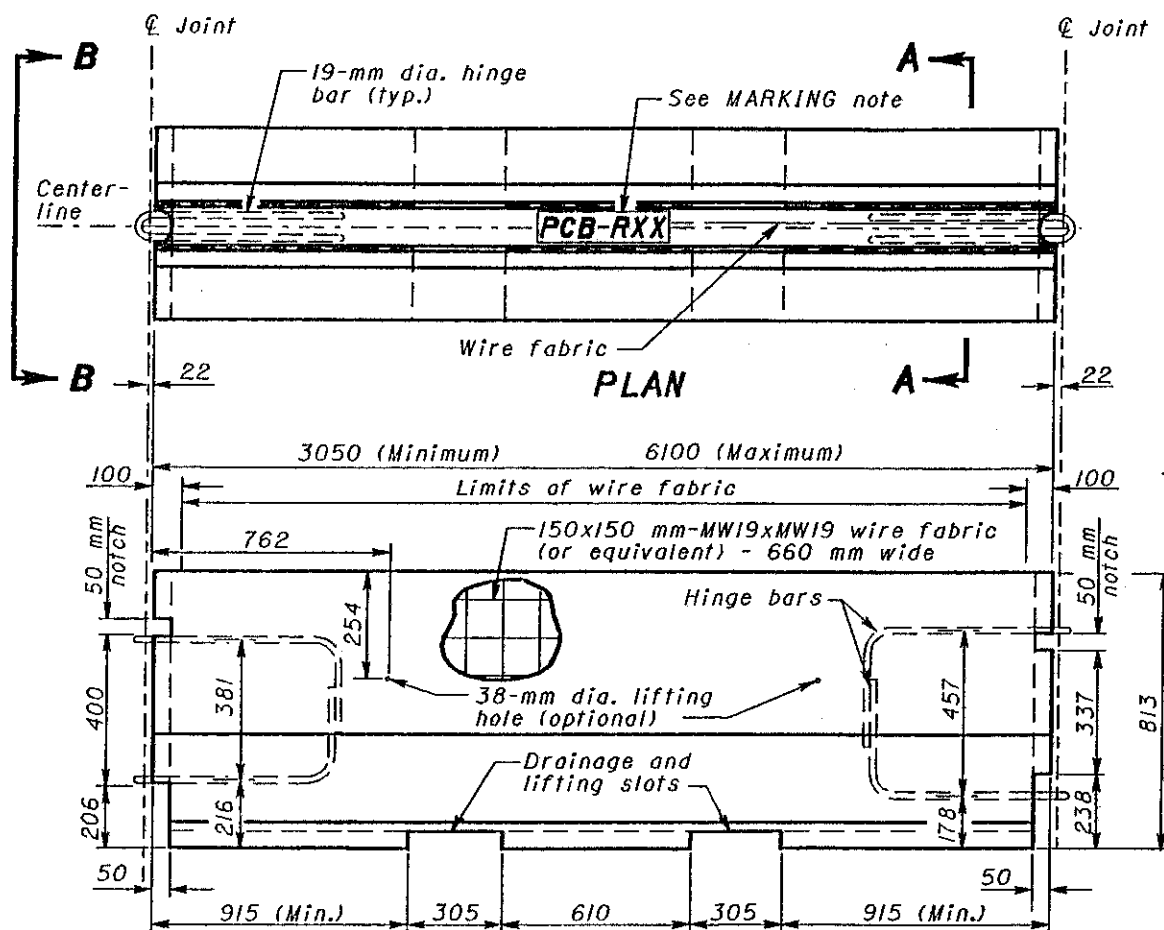 ℄ Joint
℄ Joint
B
A
19-mm dia. hinge
bar (typ.)
See MARKING note
Center-
line
PCB-RXX
Wire fabric
B
PLAN
A
22
22
3050 (Minimum)
6100 (Maximum)
100
Limits of wire fabric
100
150x150 mm-MW19xMW19 wire fabric
(or equivalent) - 660 mm wide
762
50 mm
notch
50 mm
notch
Hinge bars
254
400
381
38-mm dia. lifting
hole (optional)
457
337
813
Drainage and
lifting slots
206
216
178
238
50
50
915 (Min.)
305
610
305
915 (Min.)